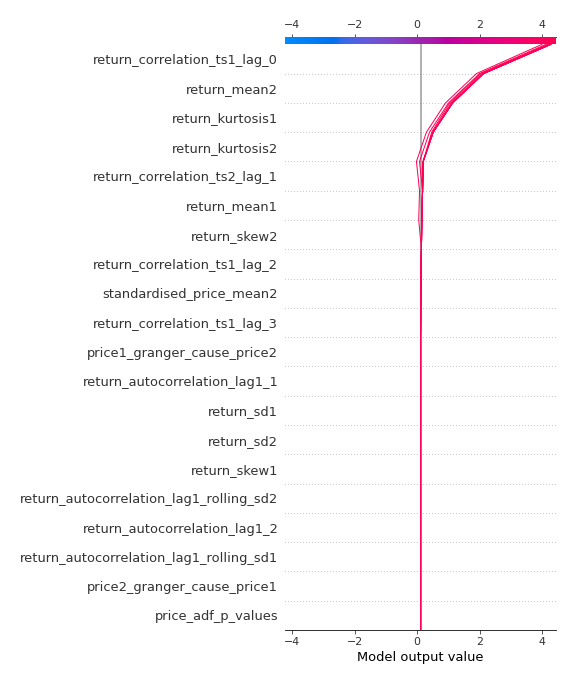 −4 −2 0 2 4
return_correlation_ts1_lag_0
return_mean2
return_kurtosis1
return_kurtosis2
return_correlation_ts2_lag_1
return_mean1
return_skew2
return_correlation_ts1_lag_2
standardised_price_mean2
return_correlation_ts1_lag_3
price1_granger_cause_price2
return_autocorrelation_lag1_1
return_sd1
return_sd2
return_skew1
return_autocorrelation_lag1_rolling_sd2
return_autocorrelation_lag1_2
return_autocorrelation_lag1_rolling_sd1
price2_granger_cause_price1
price_adf_p_values
−4 −2 0 2 4
Model output value